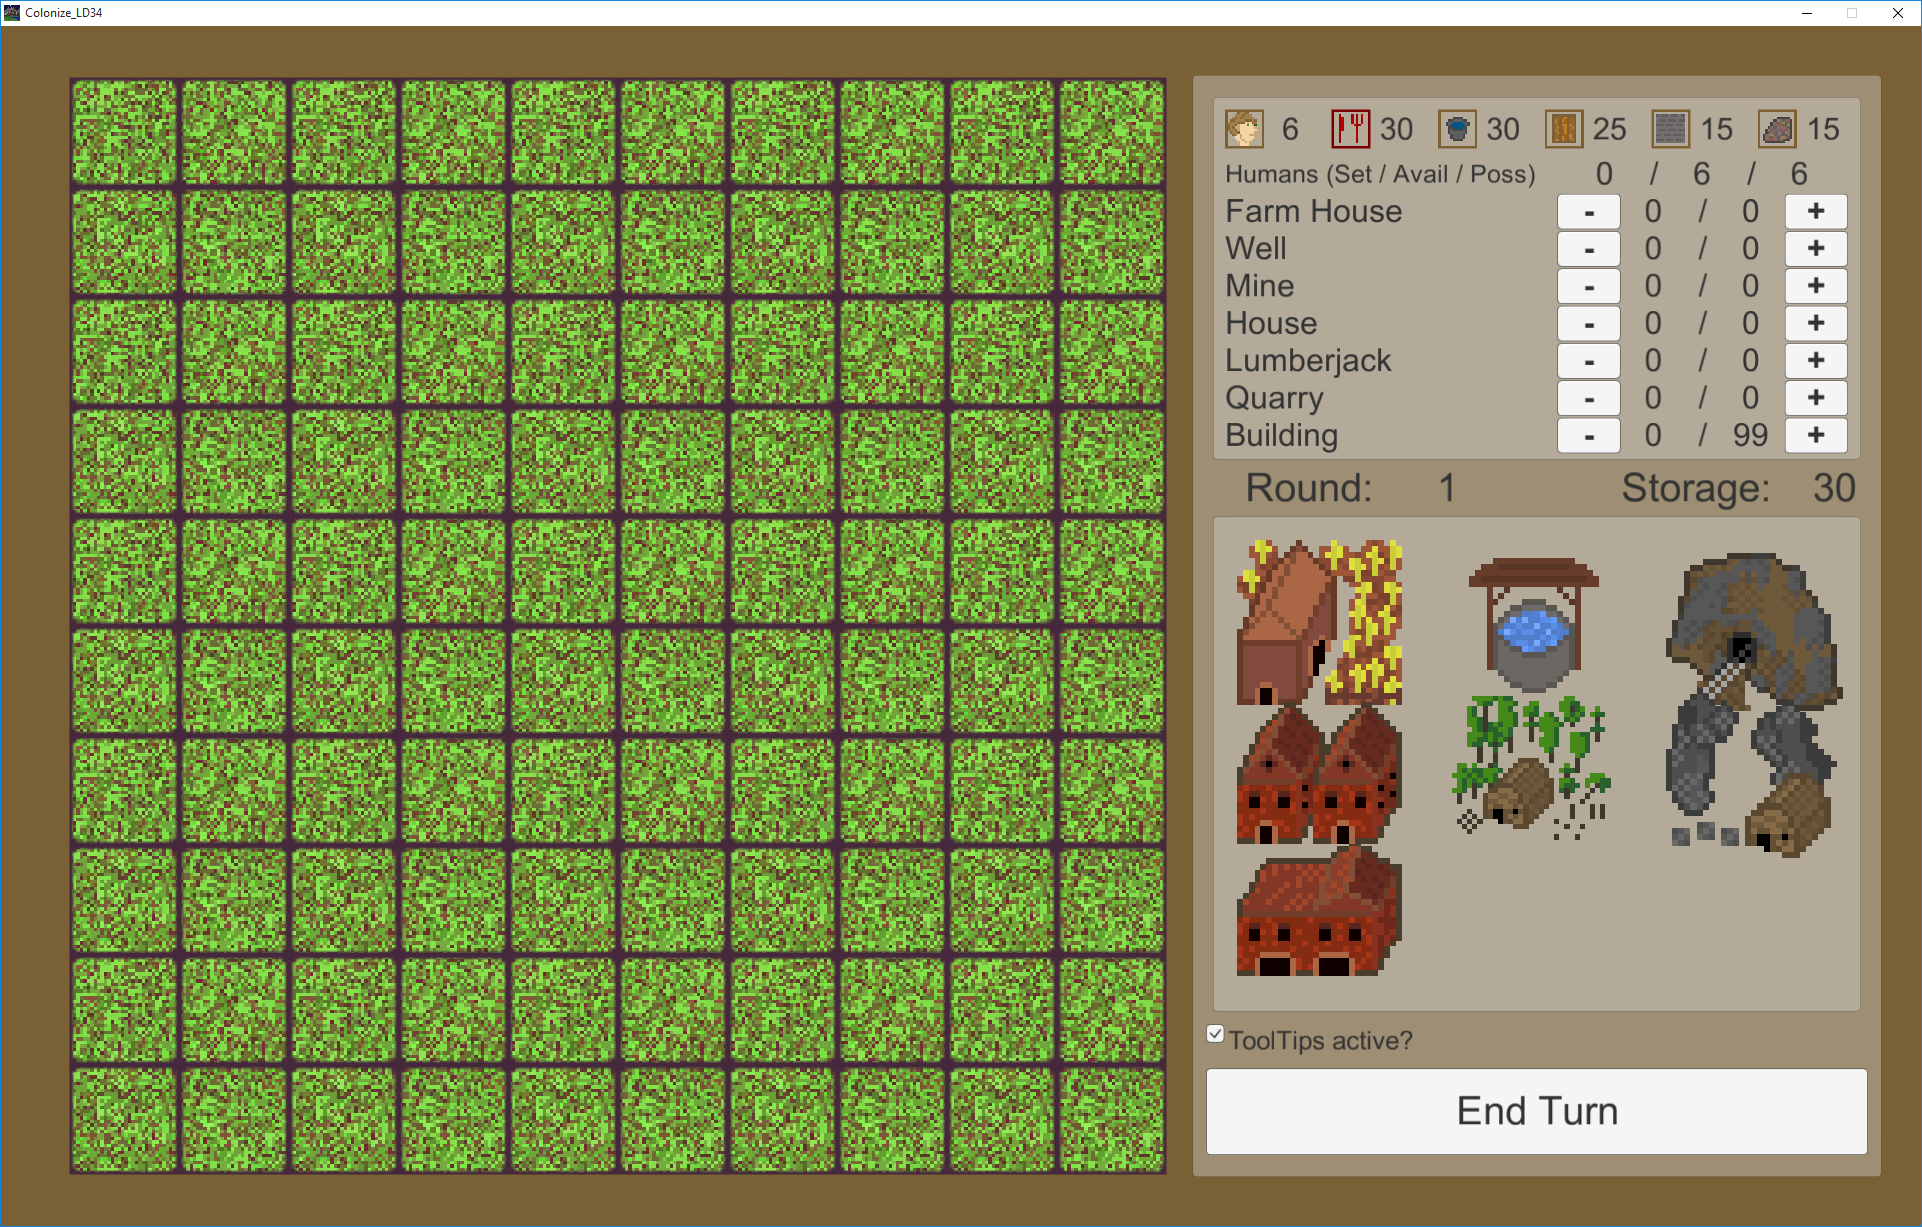 Colonize_LD34
6 30 30 25 15 15
Humans (Set / Avail / Poss) 0 / 6 / 6
Farm House - 0 / 0 +
Well - 0 / 0 +
Mine - 0 / 0 +
House - 0 / 0 +
Lumberjack - 0 / 0 +
Quarry - 0 / 0 +
Building - 0 / 99 +
Round: 1 Storage: 30
ToolTips active?
End Turn